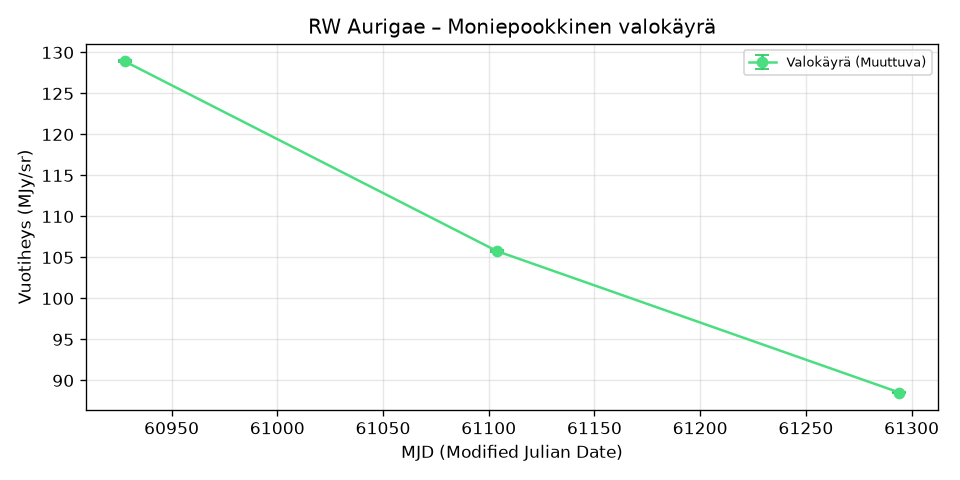 RW Aurigae – Moniepookkinen valokäyrä
Valokäyrä (Muuttuva)
Vuotiheys (MJy/sr)
130
125
120
115
110
105
100
95
90
60950 61000 61050 61100 61150 61200 61250 61300
MJD (Modified Julian Date)